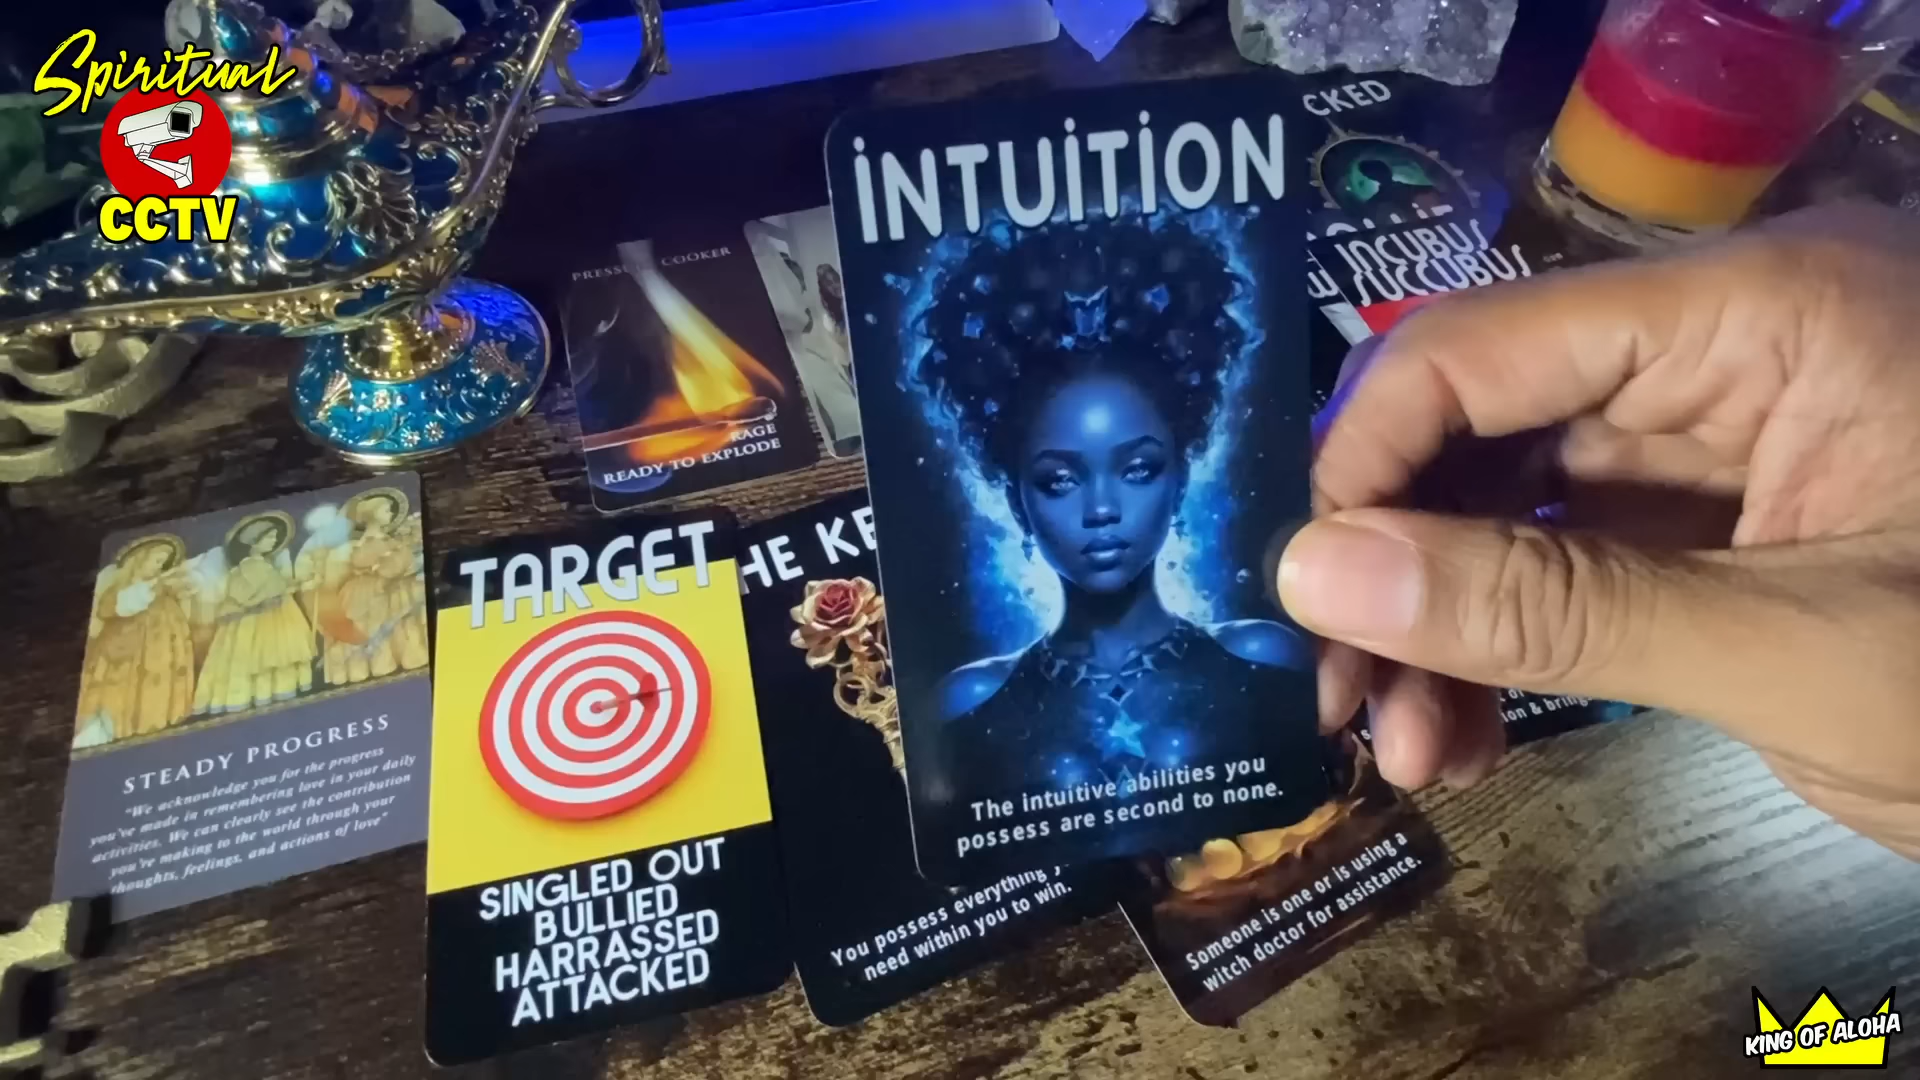 Spiritual
CCTV
INTUITION
The intuitive abilities you
possess are second to none.
CKED
INCUBUS
SUCCUBUS
PRESSURE COOKER
RAGE
READY TO EXPLODE
STEADY PROGRESS
"We acknowledge you for the progress
you've made in remembering love in your daily
activities. We can clearly see the contribution
you're making to the world through your
thoughts, feelings, and actions of love"
TARGET
SINGLED OUT
BULLIED
HARRASSED
ATTACKED
HE KE
You possess everything
need within you to win.
Someone is one or is using a
witch doctor for assistance.
ion & bring
KING OF ALOHA